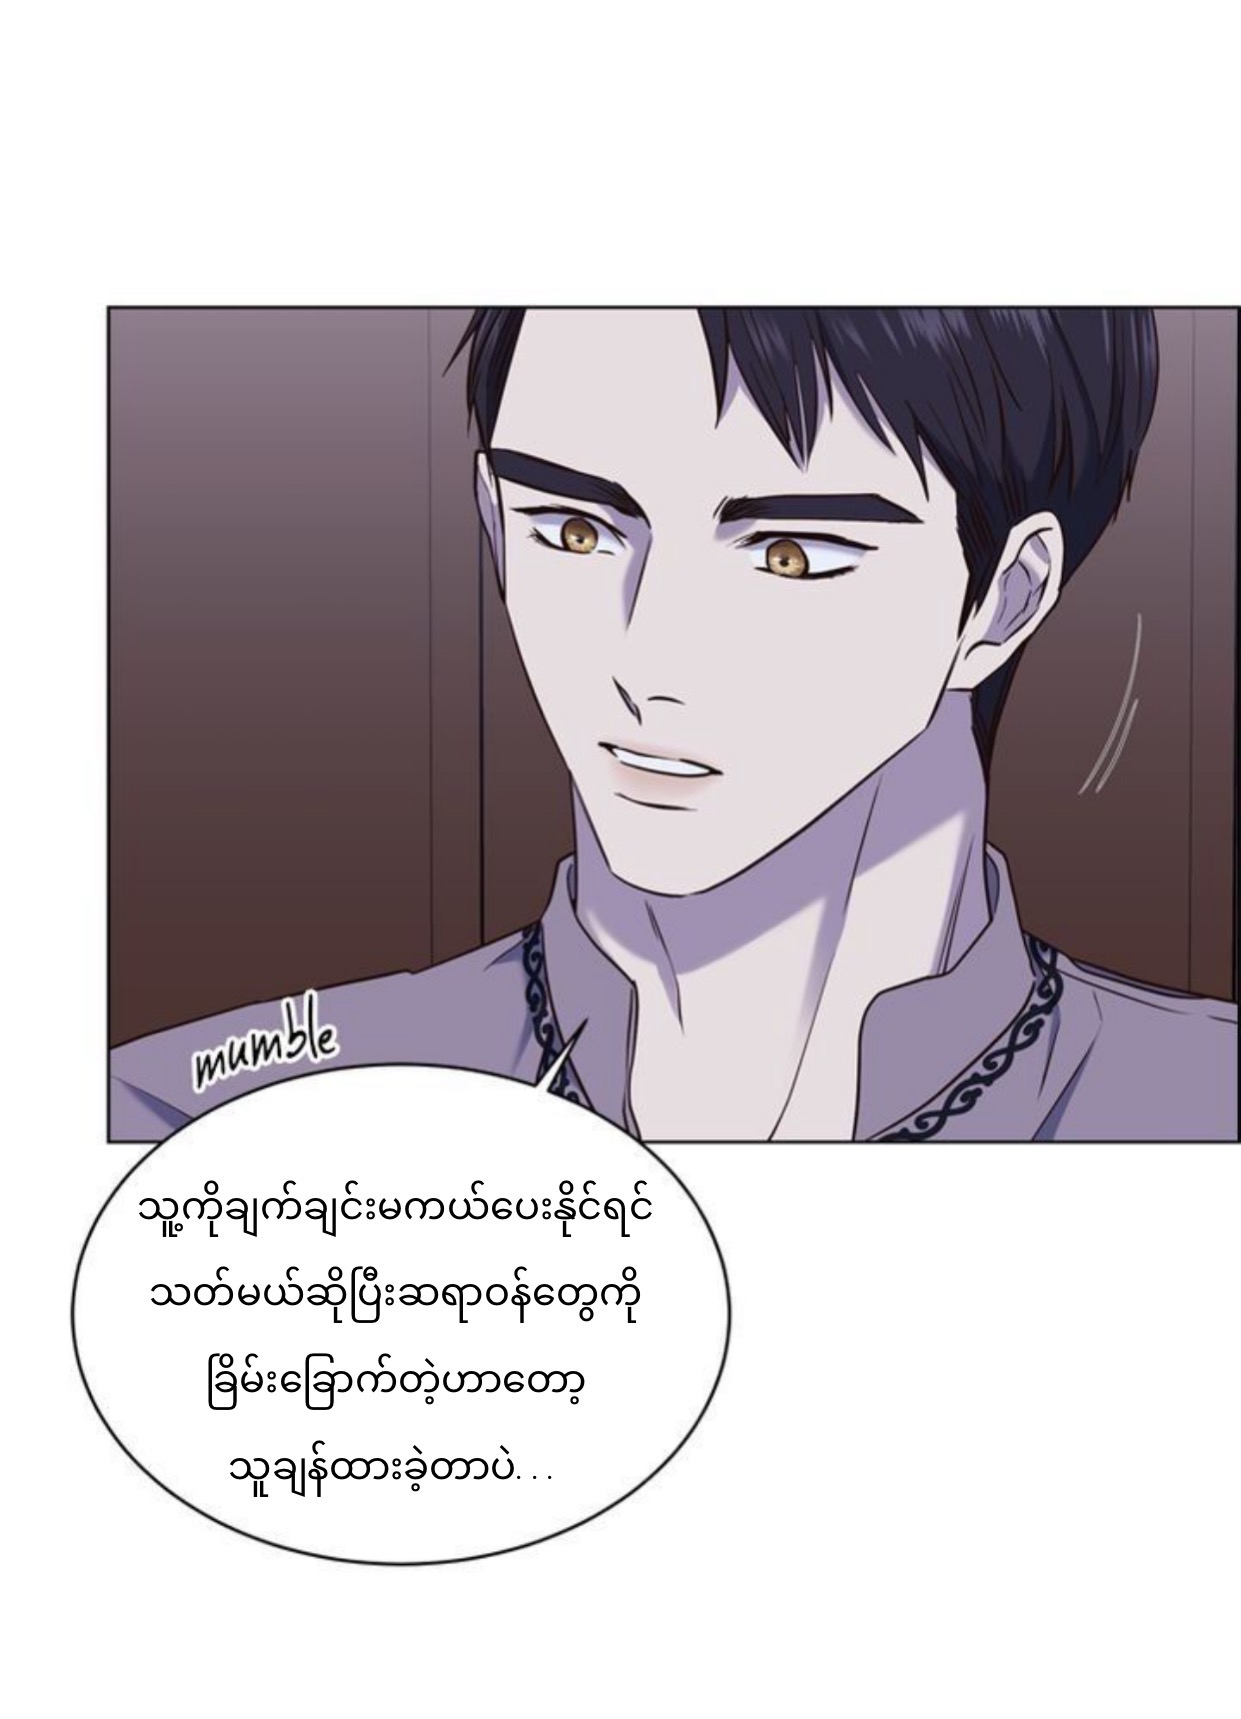 mumble
သူ့ကိုချက်ချင်းမကယ်ပေးနိုင်ရင်
သတ်မယ်ဆိုပြီးဆရာဝန်တွေကို
ခြိမ်းခြောက်တဲ့ဟာတော့
သူချန်ထားခဲ့တာပဲ...